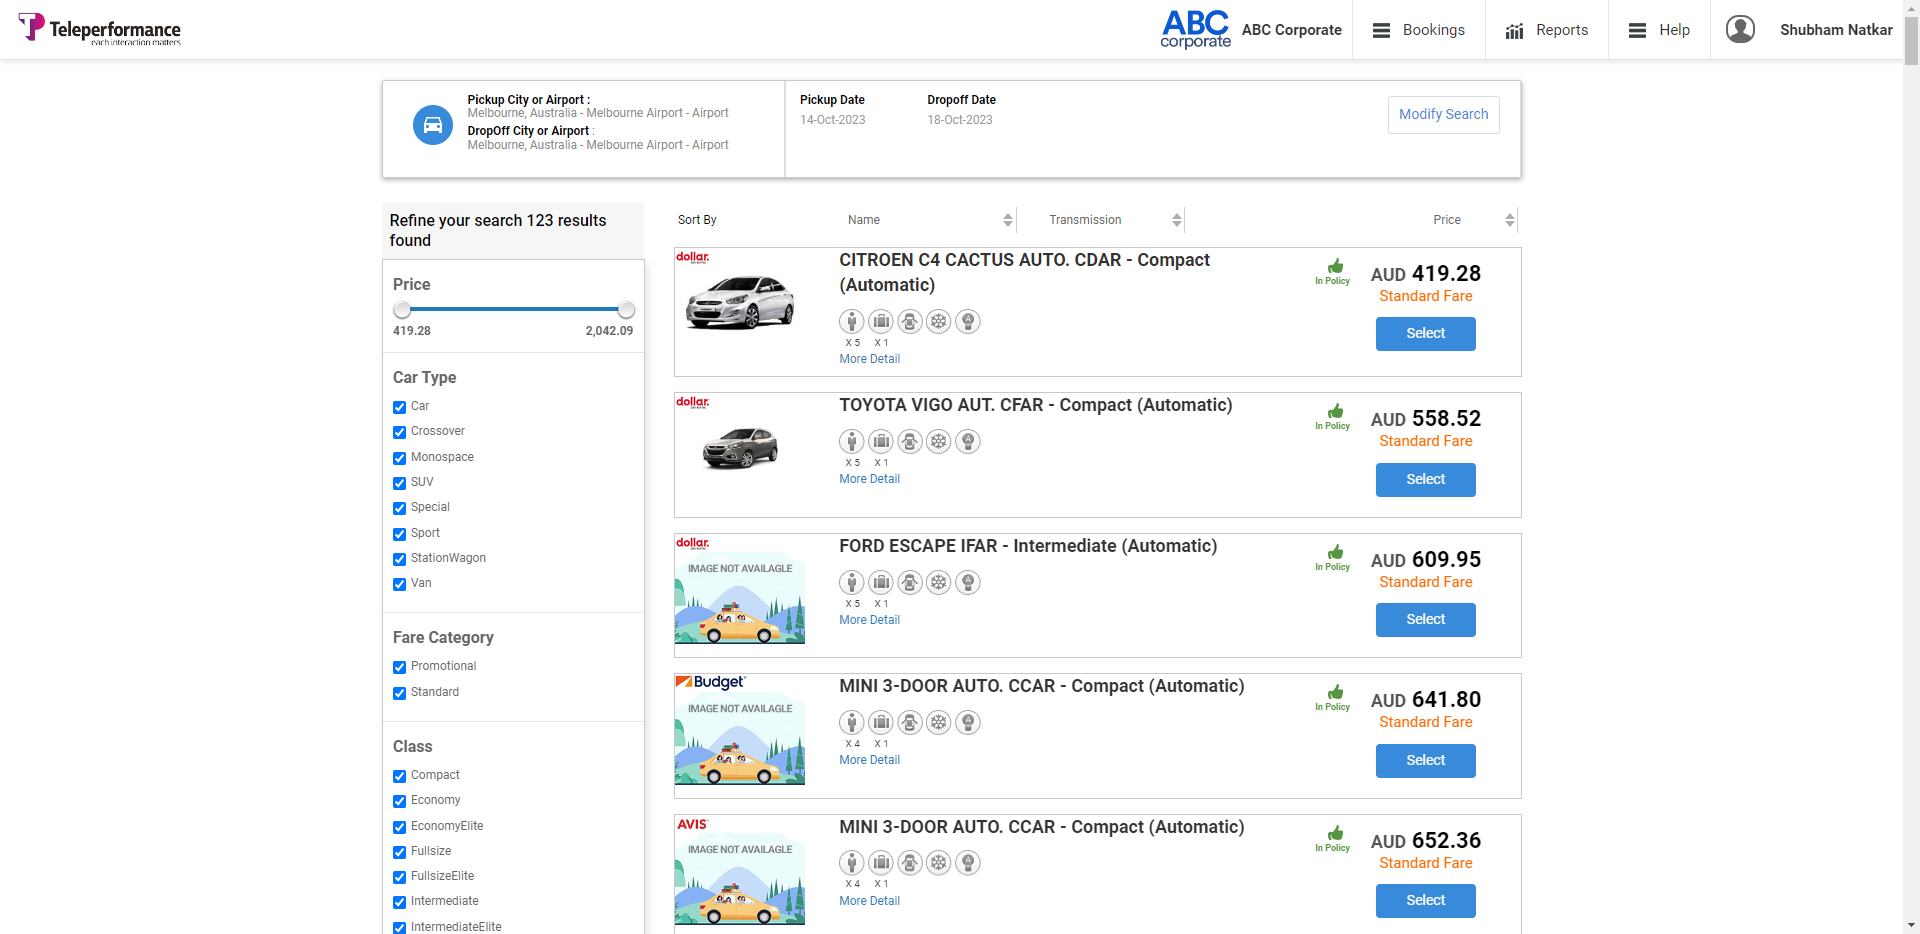 Teleperformance
each interaction matters
ABC
corporate
ABC Corporate
Bookings
Reports
Help
Shubham Natkar
Pickup City or Airport :
Melbourne, Australia - Melbourne Airport - Airport
DropOff City or Airport :
Melbourne, Australia - Melbourne Airport - Airport
Pickup Date
14-Oct-2023
Dropoff Date
18-Oct-2023
Modify Search
Refine your search 123 results
found
Price
419.28 2,042.09
Car Type
Car
Crossover
Monospace
SUV
Special
Sport
StationWagon
Van
Fare Category
Promotional
Standard
Class
Compact
Economy
EconomyElite
Fullsize
FullsizeElite
Intermediate
IntermediateElite
Sort By Name Transmission Price
dollar.
CITROEN C4 CACTUS AUTO. CDAR - Compact
(Automatic)
X 5 X 1
More Detail
In Policy
AUD 419.28
Standard Fare
Select
dollar.
TOYOTA VIGO AUT. CFAR - Compact (Automatic)
X 5 X 1
More Detail
In Policy
AUD 558.52
Standard Fare
Select
dollar.
IMAGE NOT AVAILAGLE
FORD ESCAPE IFAR - Intermediate (Automatic)
X 5 X 1
More Detail
In Policy
AUD 609.95
Standard Fare
Select
Budget
IMAGE NOT AVAILAGLE
MINI 3-DOOR AUTO. CCAR - Compact (Automatic)
X 4 X 1
More Detail
In Policy
AUD 641.80
Standard Fare
Select
AVIS
IMAGE NOT AVAILAGLE
MINI 3-DOOR AUTO. CCAR - Compact (Automatic)
X 4 X 1
More Detail
In Policy
AUD 652.36
Standard Fare
Select